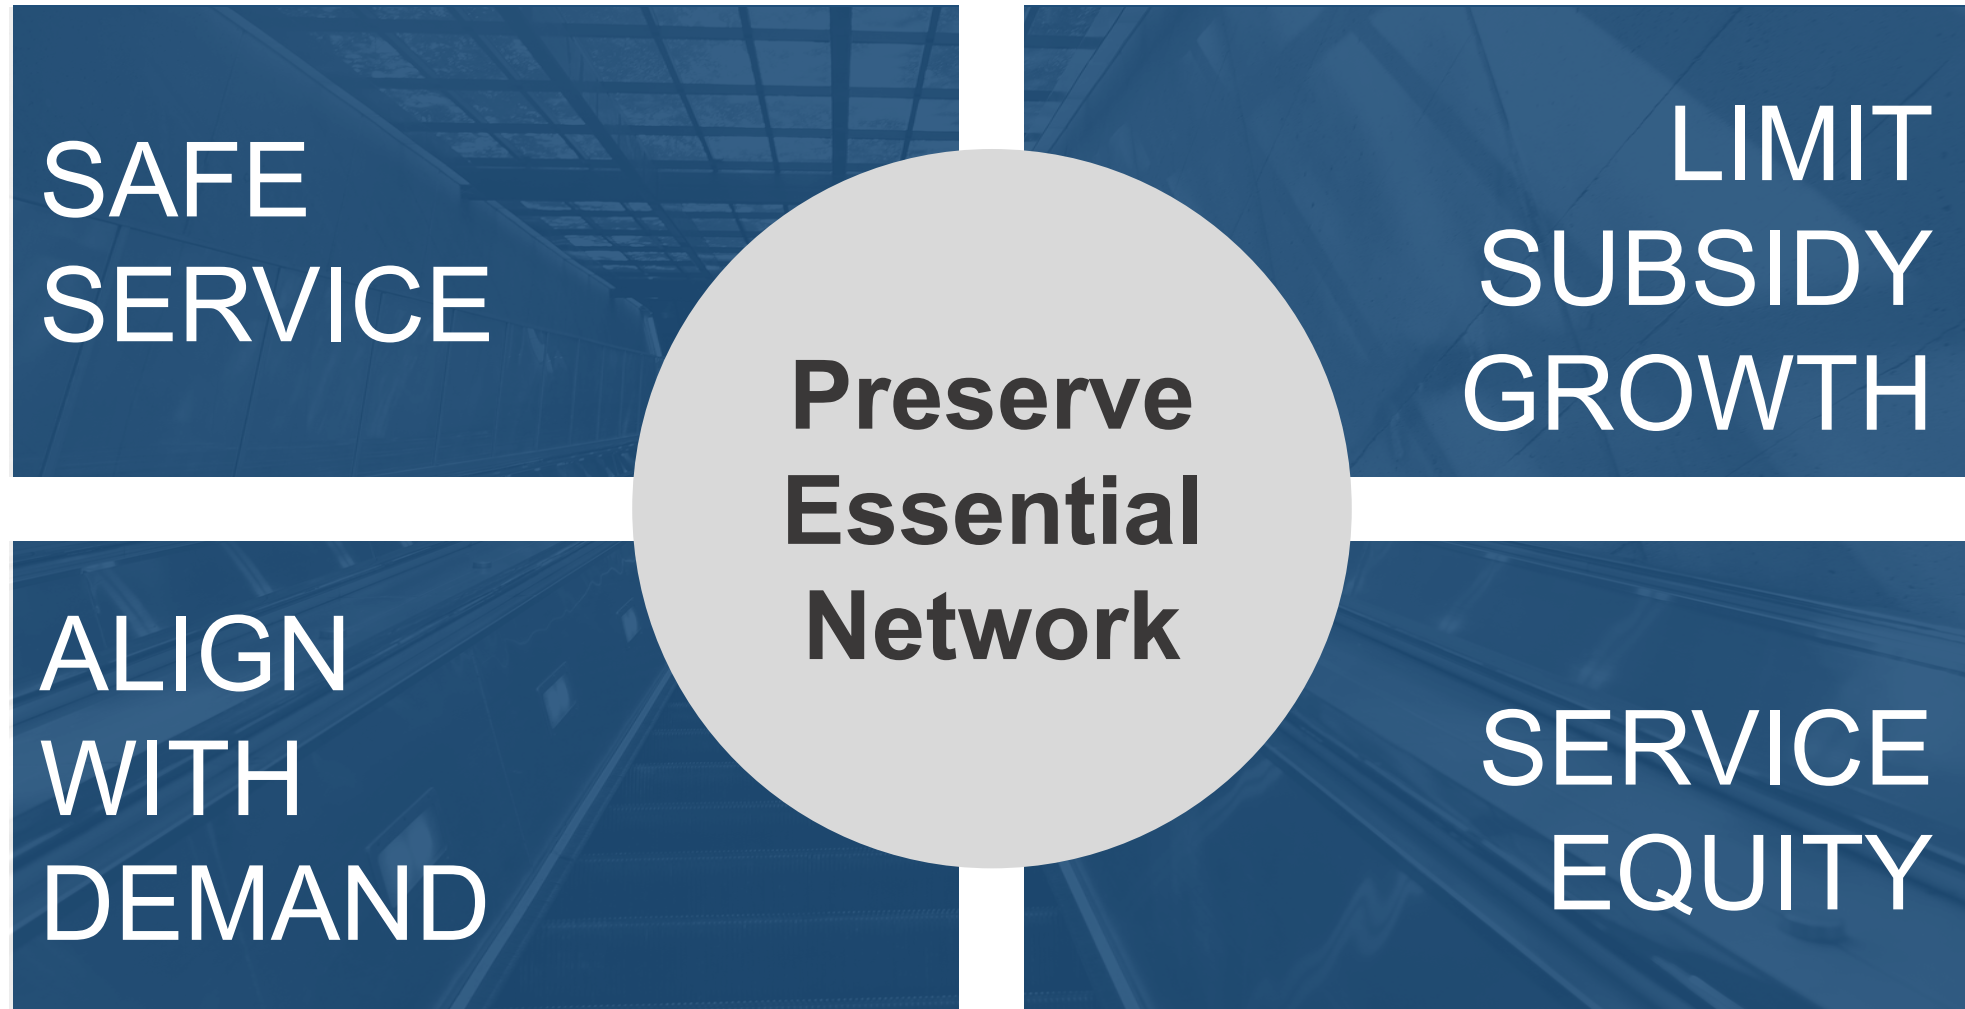 SAFE
SERVICE
LIMIT
SUBSIDY
GROWTH
Preserve
Essential
Network
ALIGN
WITH
DEMAND
SERVICE
EQUITY